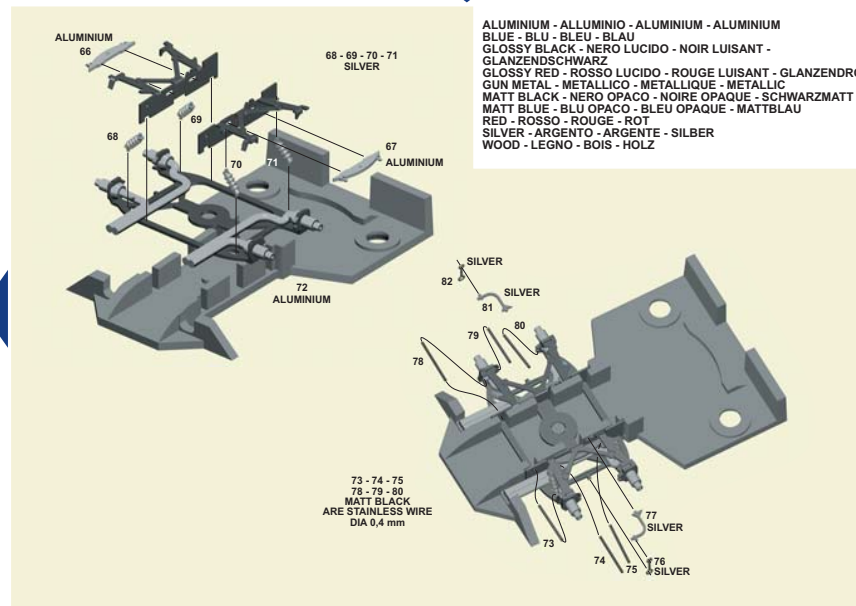 ALUMINIUM - ALLUMINIO - ALUMINIUM - ALUMINIUM
BLUE - BLU - BLEU - BLAU
GLOSSY BLACK - NERO LUCIDO - NOIR LUISANT -
GLANZENDSCHWARZ
GLOSSY RED - ROSSO LUCIDO - ROUGE LUISANT - GLANZENDRO
GUN METAL - METALLICO - METALLIQUE - METALLIC
MATT BLACK - NERO OPACO - NOIRE OPAQUE - SCHWARZMATT
MATT BLUE - BLU OPACO - BLEU OPAQUE - MATTBLAU
RED - ROSSO - ROUGE - ROT
SILVER - ARGENTO - ARGENTE - SILBER
WOOD - LEGNO - BOIS - HOLZ
ALUMINIUM
66
68 - 69 - 70 - 71
SILVER
69
68
67
ALUMINIUM
70
71
72
ALUMINIUM
SILVER
82
SILVER
81
80
79
78
73 - 74 - 75
78 - 79 - 80
MATT BLACK
ARE STAINLESS WIRE
DIA 0,4 mm
77
SILVER
73
74
75
76
SILVER